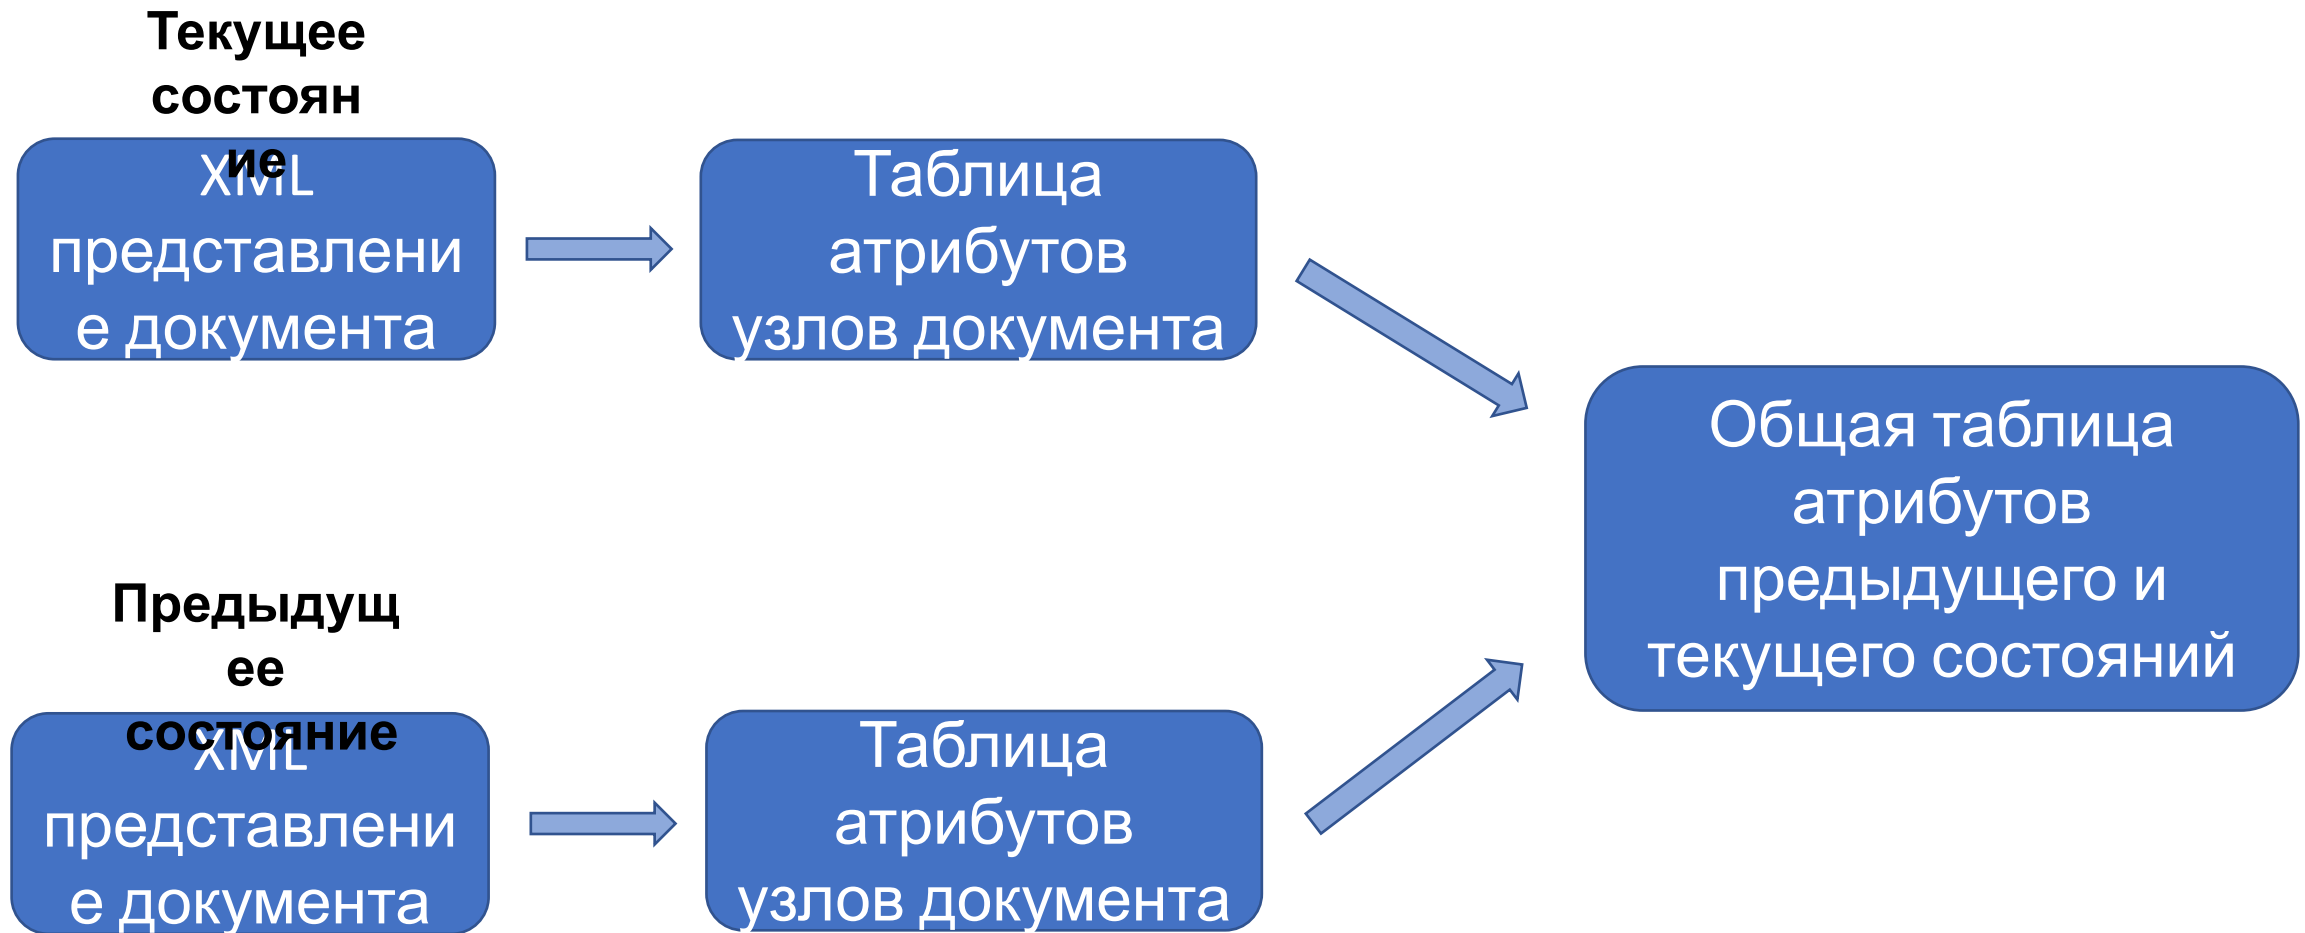 Текущее
состоян
ие
XML
представлени
е документа
Таблица
атрибутов
узлов документа
Общая таблица
атрибутов
предыдущего и
текущего состояний
Предыдущ
ее
состояние
XML
представлени
е документа
Таблица
атрибутов
узлов документа